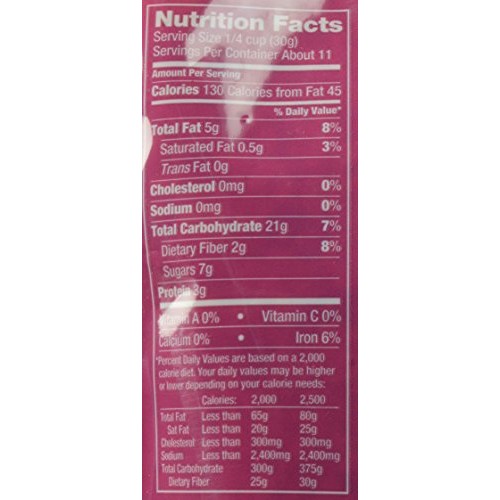 Nutrition Facts
Serving Size 1/4 cup (30g)
Servings Per Container About 11
Amount Per Serving
Calories 130 Calories from Fat 45
% Daily Value*
Total Fat 5g 8%
Saturated Fat 0.5g 3%
Trans Fat 0g
Cholesterol 0mg 0%
Sodium 0mg 0%
Total Carbohydrate 21g 7%
Dietary Fiber 2g 8%
Sugars 7g
Protein 3g
Vitamin A 0% • Vitamin C 0%
Calcium 0% • Iron 6%
*Percent Daily Values are based on a 2,000
calorie diet. Your daily values may be higher
or lower depending on your calorie needs:
Calories: 2,000 2,500
Total Fat Less than 65g 80g
Sat Fat Less than 20g 25g
Cholesterol Less than 300mg 300mg
Sodium Less than 2,400mg 2,400mg
Total Carbohydrate 300g 375g
Dietary Fiber 25g 30g